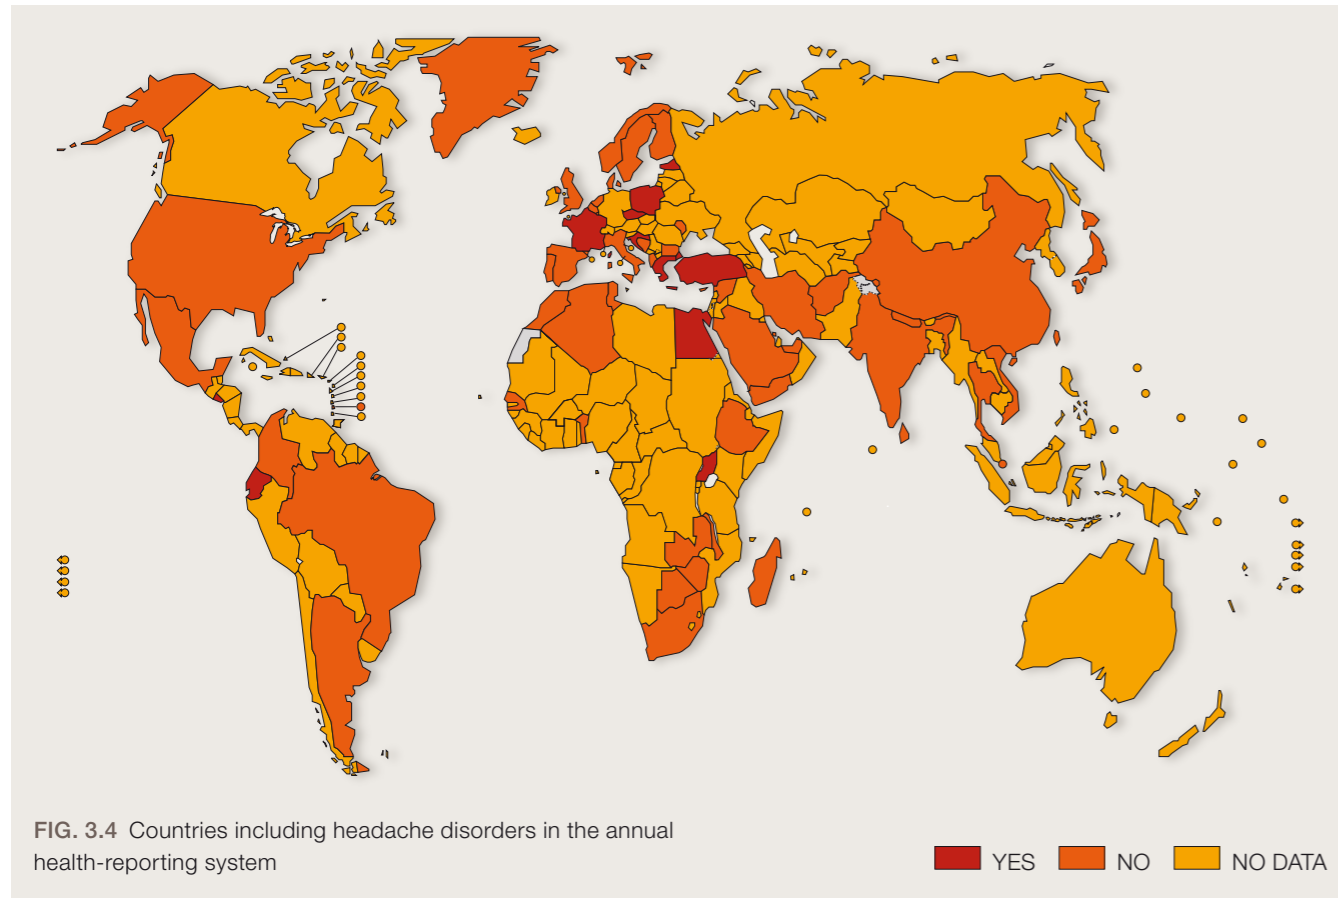 FIG. 3.4 Countries including headache disorders in the annual
health-reporting system
YES NO NO DATA